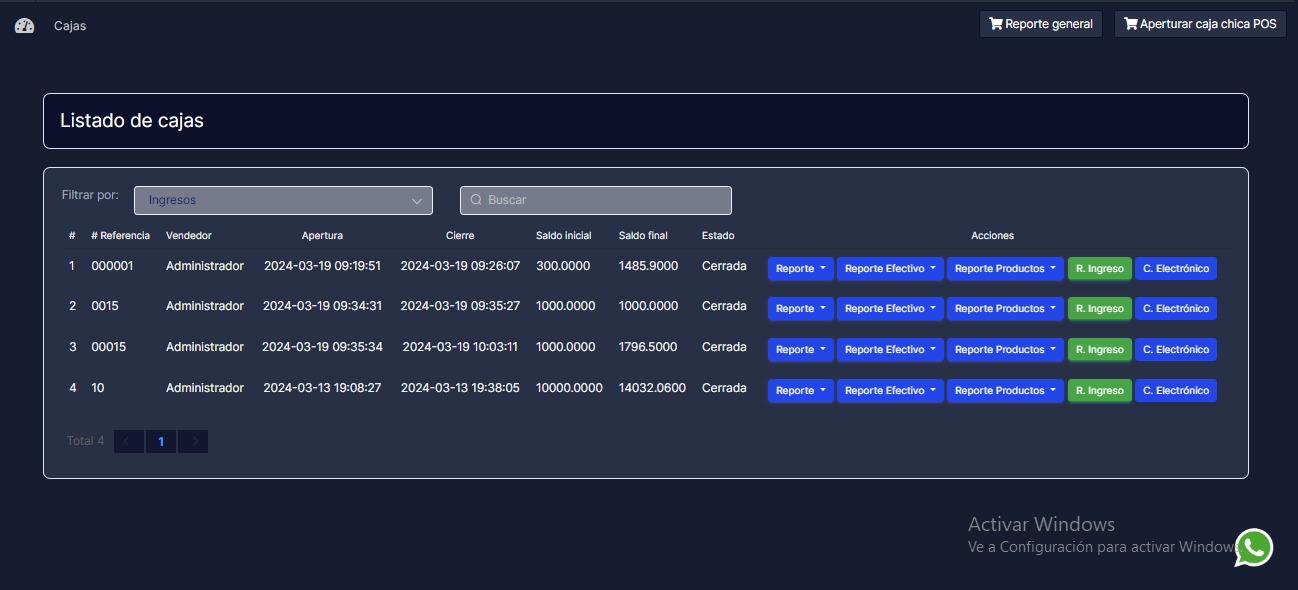 Cajas Reporte general Aperturar caja chica POS
Listado de cajas
Filtrar por: Ingresos Buscar
# # Referencia Vendedor Apertura Cierre Saldo inicial Saldo final Estado Acciones
1 000001 Administrador 2024-03-19 09:19:51 2024-03-19 09:26:07 300.0000 1485.9000 Cerrada Reporte Reporte Efectivo Reporte Productos R. Ingreso C. Electrónico
2 0015 Administrador 2024-03-19 09:34:31 2024-03-19 09:35:27 1000.0000 1000.0000 Cerrada Reporte Reporte Efectivo Reporte Productos R. Ingreso C. Electrónico
3 00015 Administrador 2024-03-19 09:35:34 2024-03-19 10:03:11 1000.0000 1796.5000 Cerrada Reporte Reporte Efectivo Reporte Productos R. Ingreso C. Electrónico
4 10 Administrador 2024-03-13 19:08:27 2024-03-13 19:38:05 10000.0000 14032.0600 Cerrada Reporte Reporte Efectivo Reporte Productos R. Ingreso C. Electrónico
Total 4 < 1 >
Activar Windows
Ve a Configuración para activar Windows